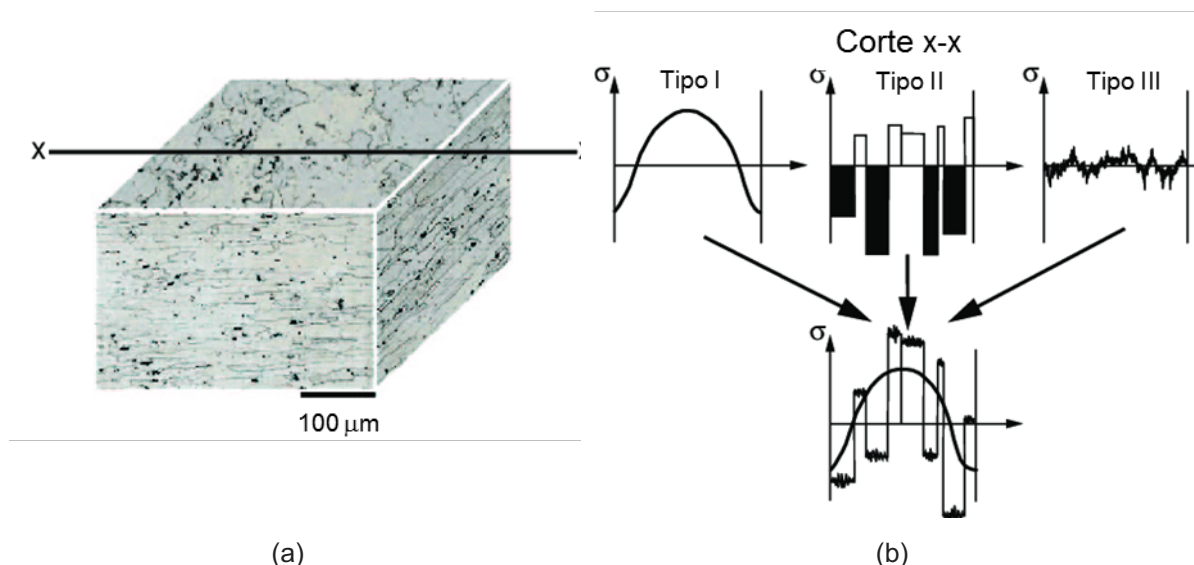 x
100 μm
(a)
Corte x-x
σ
Tipo I
σ
Tipo II
σ
Tipo III
σ
(b)